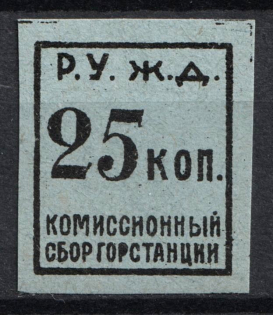 Р. У. Ж. Д.
25 КОП.
КОМИССИОННЫЙ
СБОР ГОРСТАНЦИИ